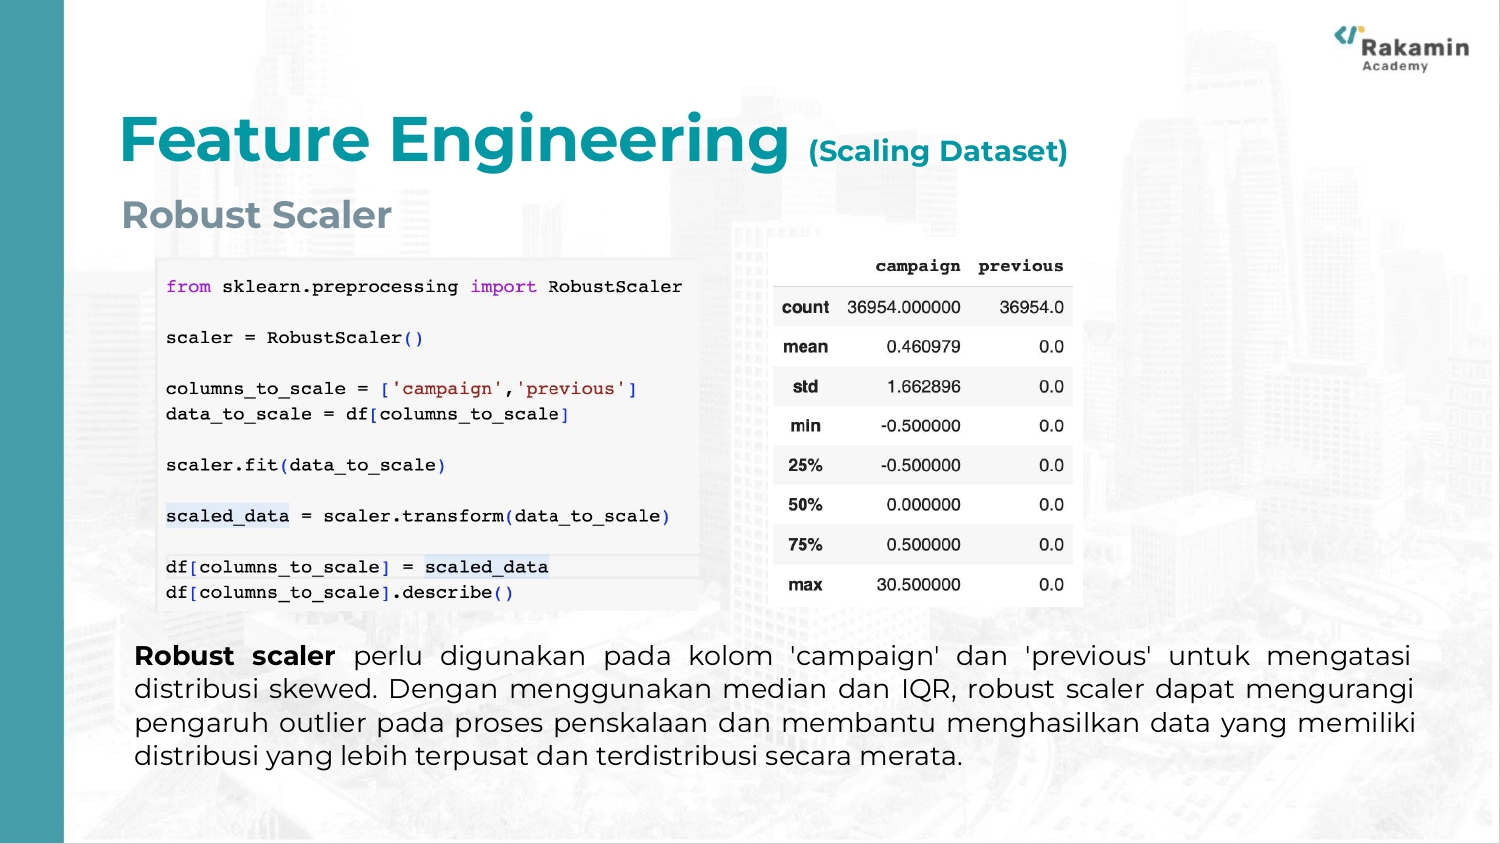 Rakamin
Academy
Feature Engineering (Scaling Dataset)
Robust Scaler
from sklearn.preprocessing import RobustScaler
scaler = RobustScaler()
columns_to_scale = ['campaign','previous']
data_to_scale = df[columns_to_scale]
scaler.fit(data_to_scale)
scaled_data = scaler.transform(data_to_scale)
df[columns_to_scale] = scaled_data
df[columns_to_scale].describe()
campaign previous
count 36954.000000 36954.0
mean 0.460979 0.0
std 1.662896 0.0
min -0.500000 0.0
25% -0.500000 0.0
50% 0.000000 0.0
75% 0.500000 0.0
max 30.500000 0.0
Robust scaler perlu digunakan pada kolom 'campaign' dan 'previous' untuk mengatasi
distribusi skewed. Dengan menggunakan median dan IQR, robust scaler dapat mengurangi
pengaruh outlier pada proses penskalaan dan membantu menghasilkan data yang memiliki
distribusi yang lebih terpusat dan terdistribusi secara merata.